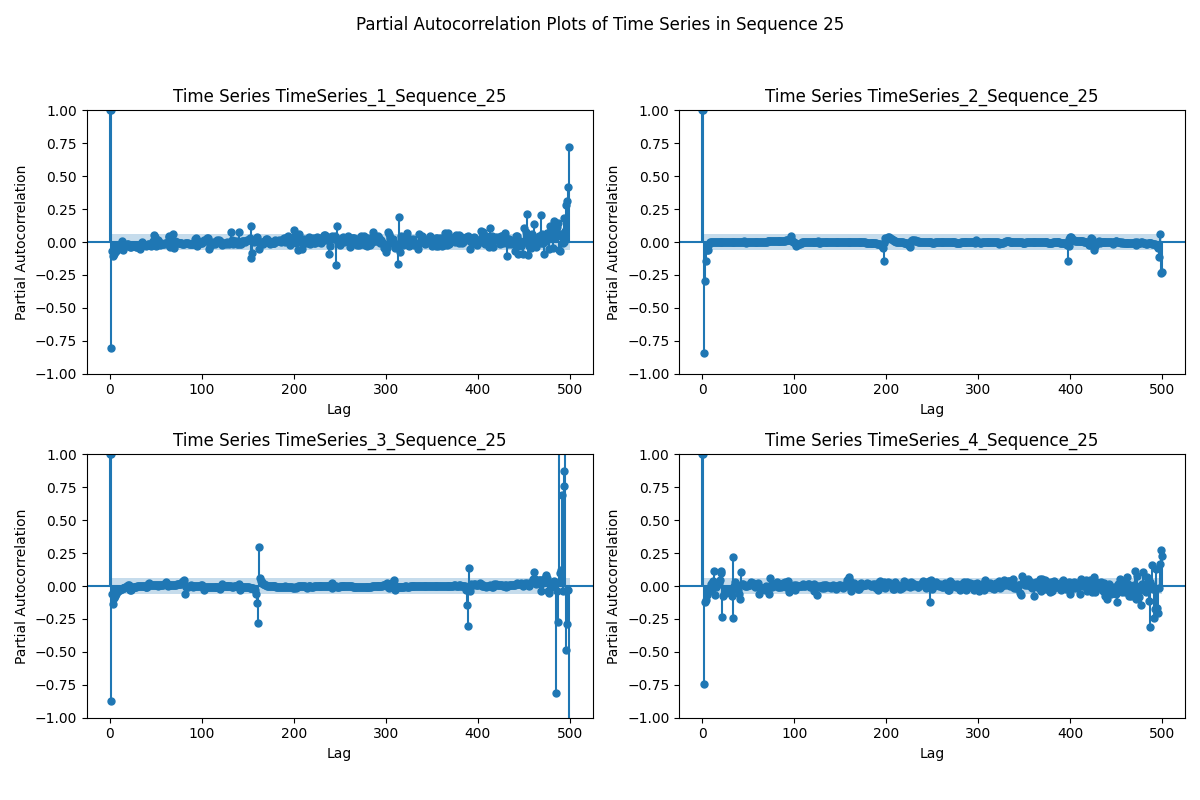 Partial Autocorrelation Plots of Time Series in Sequence 25
Time Series TimeSeries_1_Sequence_25
Partial Autocorrelation
1.00
0.75
0.50
0.25
0.00
−0.25
−0.50
−0.75
−1.00
0 100 200 300 400 500
Lag
Time Series TimeSeries_2_Sequence_25
Partial Autocorrelation
1.00
0.75
0.50
0.25
0.00
−0.25
−0.50
−0.75
−1.00
0 100 200 300 400 500
Lag
Time Series TimeSeries_3_Sequence_25
Partial Autocorrelation
1.00
0.75
0.50
0.25
0.00
−0.25
−0.50
−0.75
−1.00
0 100 200 300 400 500
Lag
Time Series TimeSeries_4_Sequence_25
Partial Autocorrelation
1.00
0.75
0.50
0.25
0.00
−0.25
−0.50
−0.75
−1.00
0 100 200 300 400 500
Lag